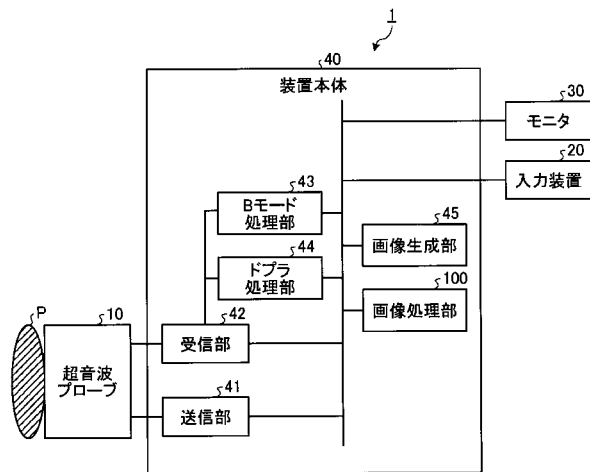 1
40
装置本体
30
モニタ
20
入力装置
43
Bモード
処理部
45
画像生成部
44
ドプラ
処理部
100
画像処理部
P
10
超音波
プローブ
42
受信部
41
送信部